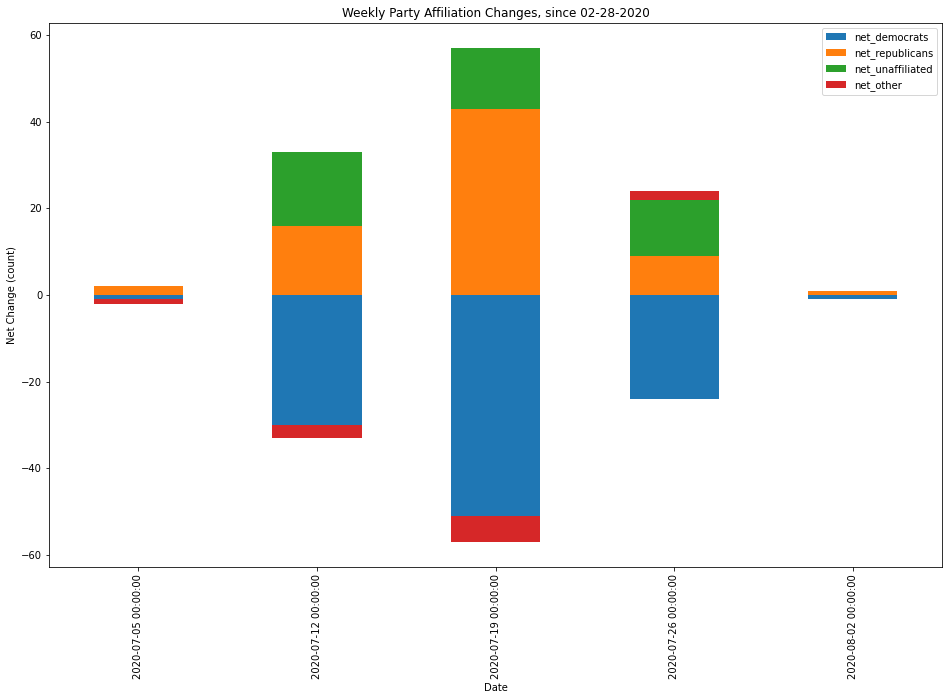 Weekly Party Affiliation Changes, since 02-28-2020
net_democrats
net_republicans
net_unaffiliated
net_other
Net Change (count)
60
40
20
0
−20
−40
−60
2020-07-05 00:00:00
2020-07-12 00:00:00
2020-07-19 00:00:00
2020-07-26 00:00:00
2020-08-02 00:00:00
Date